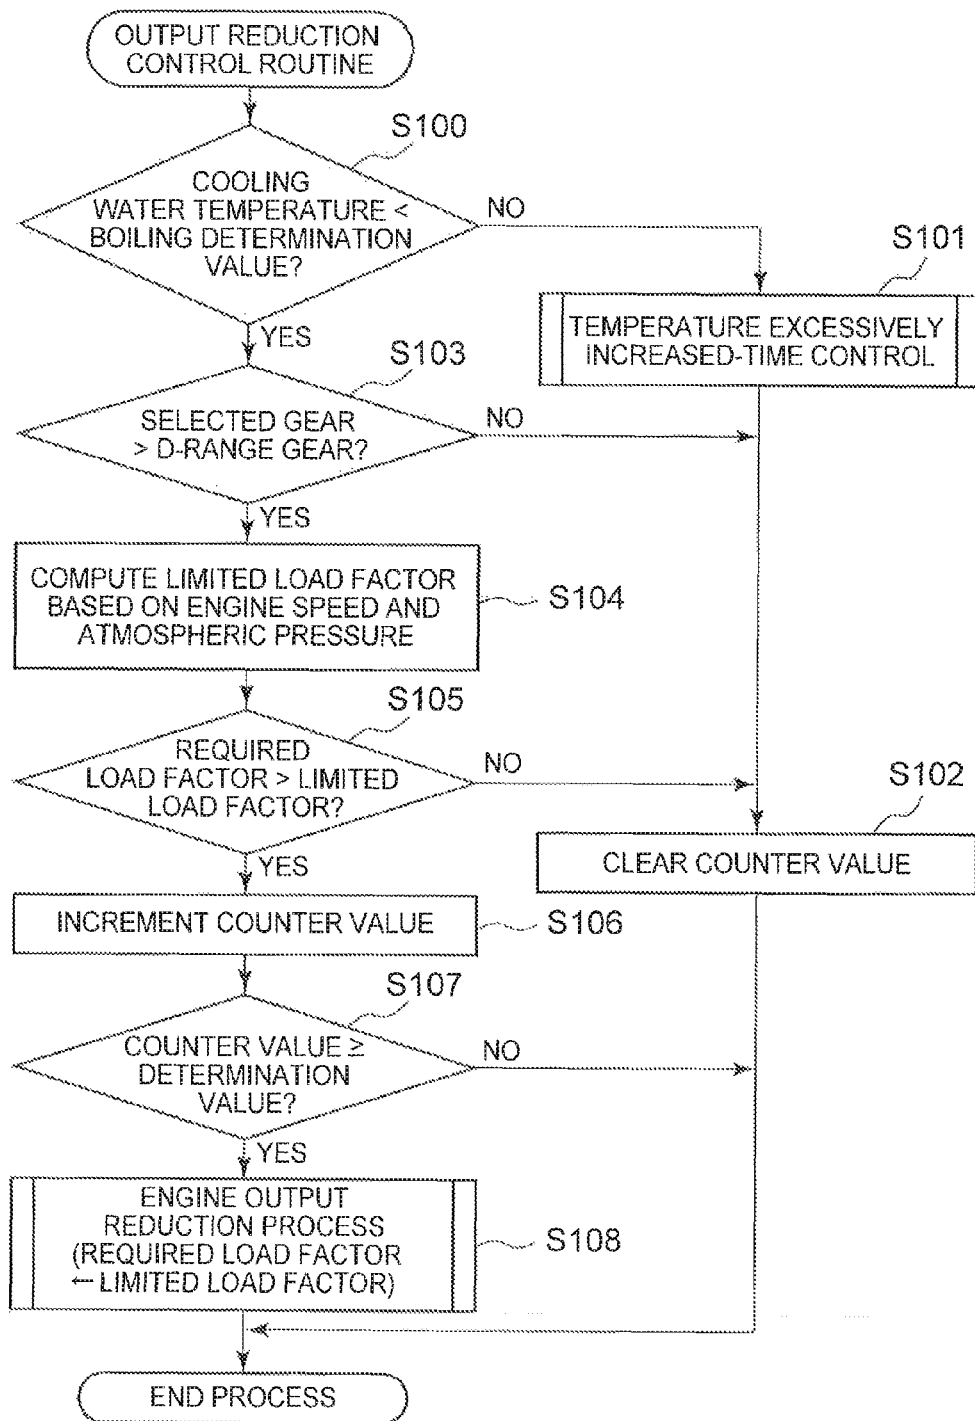 OUTPUT REDUCTION
CONTROL ROUTINE
S100
COOLING
WATER TEMPERATURE <
BOILING DETERMINATION
VALUE?
NO
S101
TEMPERATURE EXCESSIVELY
INCREASED-TIME CONTROL
YES
S103
SELECTED GEAR
> D-RANGE GEAR?
NO
YES
COMPUTE LIMITED LOAD FACTOR
BASED ON ENGINE SPEED AND
ATMOSPHERIC PRESSURE
S104
S105
REQUIRED
LOAD FACTOR > LIMITED
LOAD FACTOR?
NO
S102
CLEAR COUNTER VALUE
YES
INCREMENT COUNTER VALUE
S106
S107
COUNTER VALUE ≥
DETERMINATION
VALUE?
NO
YES
ENGINE OUTPUT
REDUCTION PROCESS
(REQUIRED LOAD FACTOR
← LIMITED LOAD FACTOR)
S108
END PROCESS